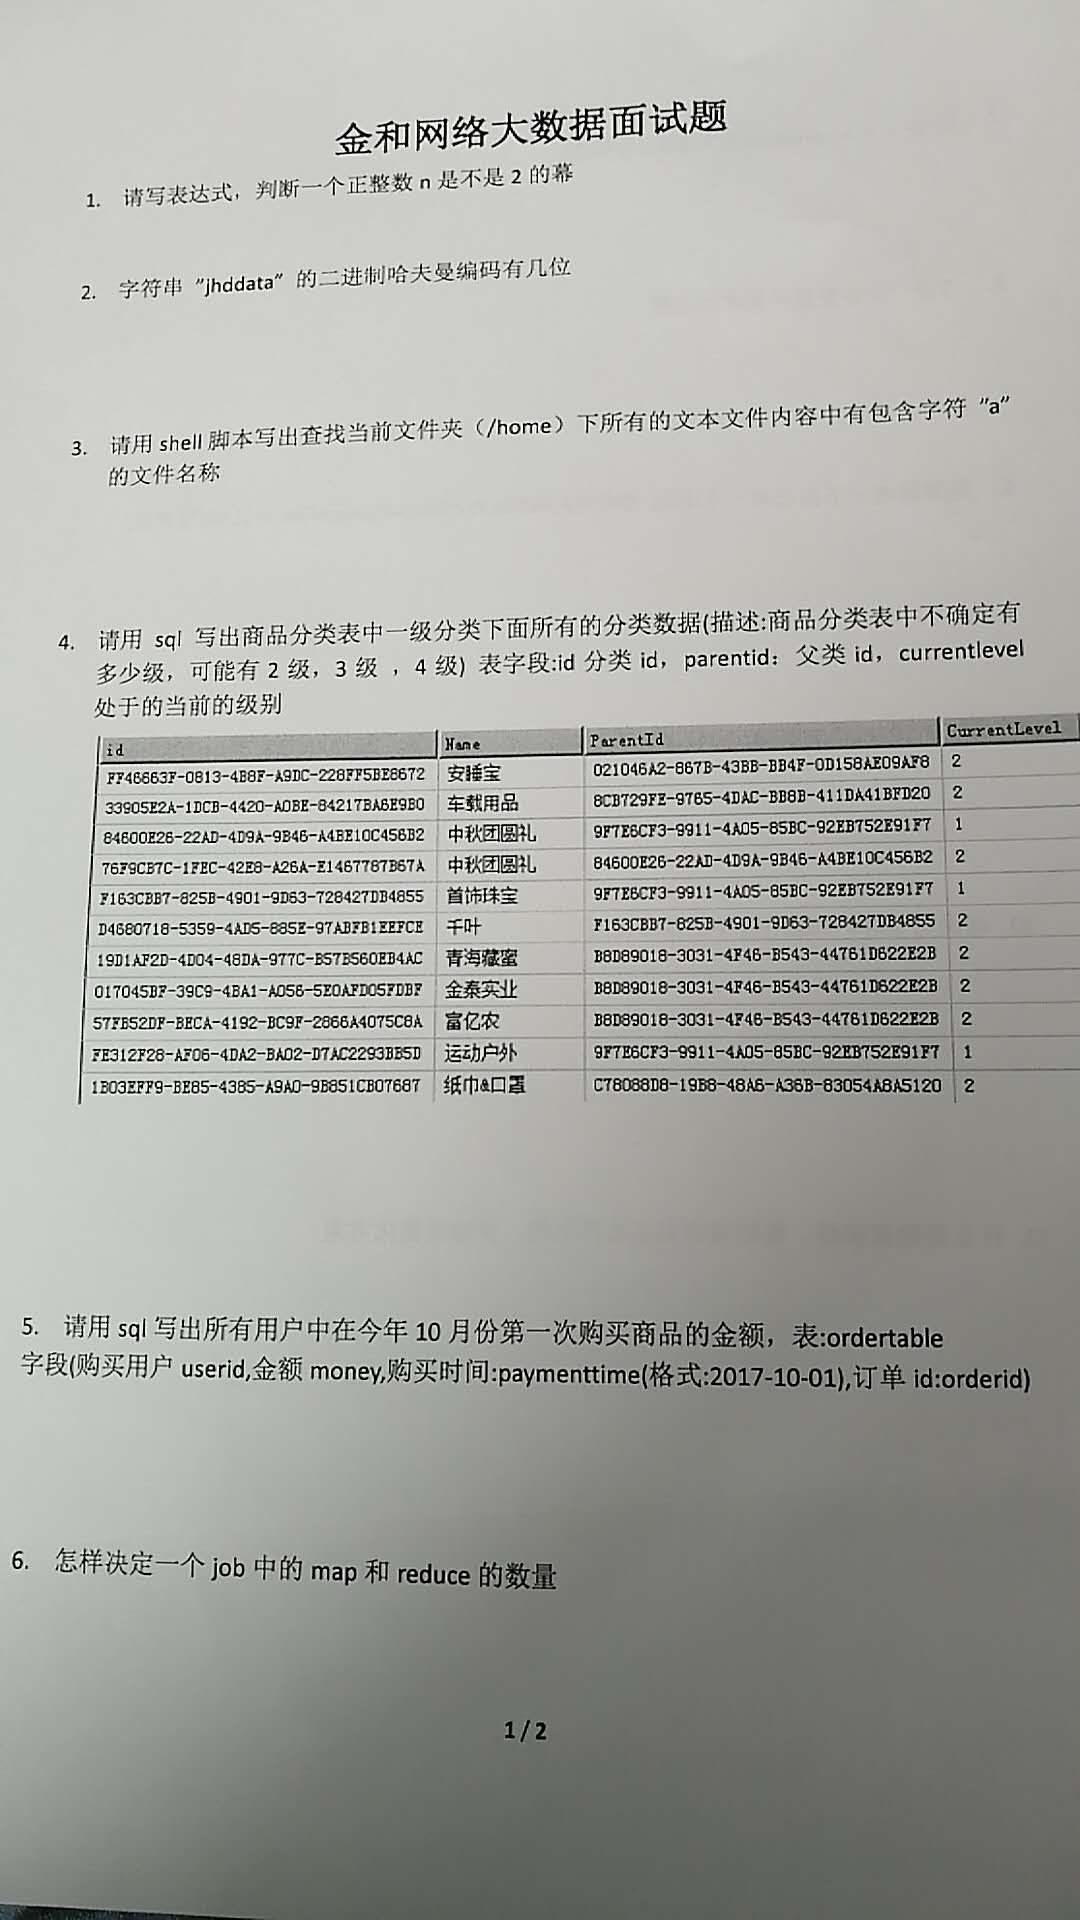 金和网络大数据面试题
1. 请写表达式，判断一个正整数 n 是不是 2 的幕
2. 字符串 "jhddata" 的二进制哈夫曼编码有几位
3. 请用 shell 脚本写出查找当前文件夹（/home）下所有的文本文件内容中有包含字符 "a"
的文件名称
4. 请用 sql 写出商品分类表中一级分类下面所有的分类数据(描述:商品分类表中不确定有
多少级，可能有 2 级，3 级 ，4 级) 表字段:id 分类 id，parentid：父类 id，currentlevel
处于的当前的级别
id Name ParentId CurrentLevel
FF46663F-0813-4B8F-A9DC-228FF5BE8672 安睡宝 021046A2-867B-43BB-BB4F-0D158AE09AF8 2
33905E2A-1DCB-4420-A0BE-84217BA6E9B0 车载用品 8CB729FE-9765-4DAC-BB8B-411DA41BFD20 2
84600E26-22AD-4D9A-9B46-A4BE10C456B2 中秋团圆礼 9F7E6CF3-9911-4A05-85BC-92EB752E91F7 1
76F9CB7C-1FEC-42E8-A26A-E1467787B67A 中秋团圆礼 84600E26-22AD-4D9A-9B46-A4BE10C456B2 2
F163CBB7-825B-4901-9D63-728427DB4855 首饰珠宝 9F7E6CF3-9911-4A05-85BC-92EB752E91F7 1
D4680718-5359-4AD5-885E-97ABFB1EEFCE 千叶 F163CBB7-825B-4901-9D63-728427DB4855 2
19D1AF2D-4D04-48DA-977C-B57B560EB4AC 青海藏蜜 B8D89018-3031-4F46-B543-44761D622E2B 2
017045BF-39C9-4BA1-A056-5E0AFD05FDBF 金泰实业 B8D89018-3031-4F46-B543-44761D622E2B 2
57FB52DF-BECA-4192-BC9F-2866A4075C8A 富亿农 B8D89018-3031-4F46-B543-44761D622E2B 2
FE312F28-AF06-4DA2-BA02-D7AC2293BB5D 运动户外 9F7E6CF3-9911-4A05-85BC-92EB752E91F7 1
1B03EFF9-BE85-4385-A9A0-9B851CB07687 纸巾&口罩 C78088D8-19B8-48A6-A36B-83054A8A5120 2
5. 请用 sql 写出所有用户中在今年 10 月份第一次购买商品的金额，表:ordertable
字段(购买用户 userid,金额 money,购买时间:paymenttime(格式:2017-10-01),订单 id:orderid)
6. 怎样决定一个 job 中的 map 和 reduce 的数量
1 / 2